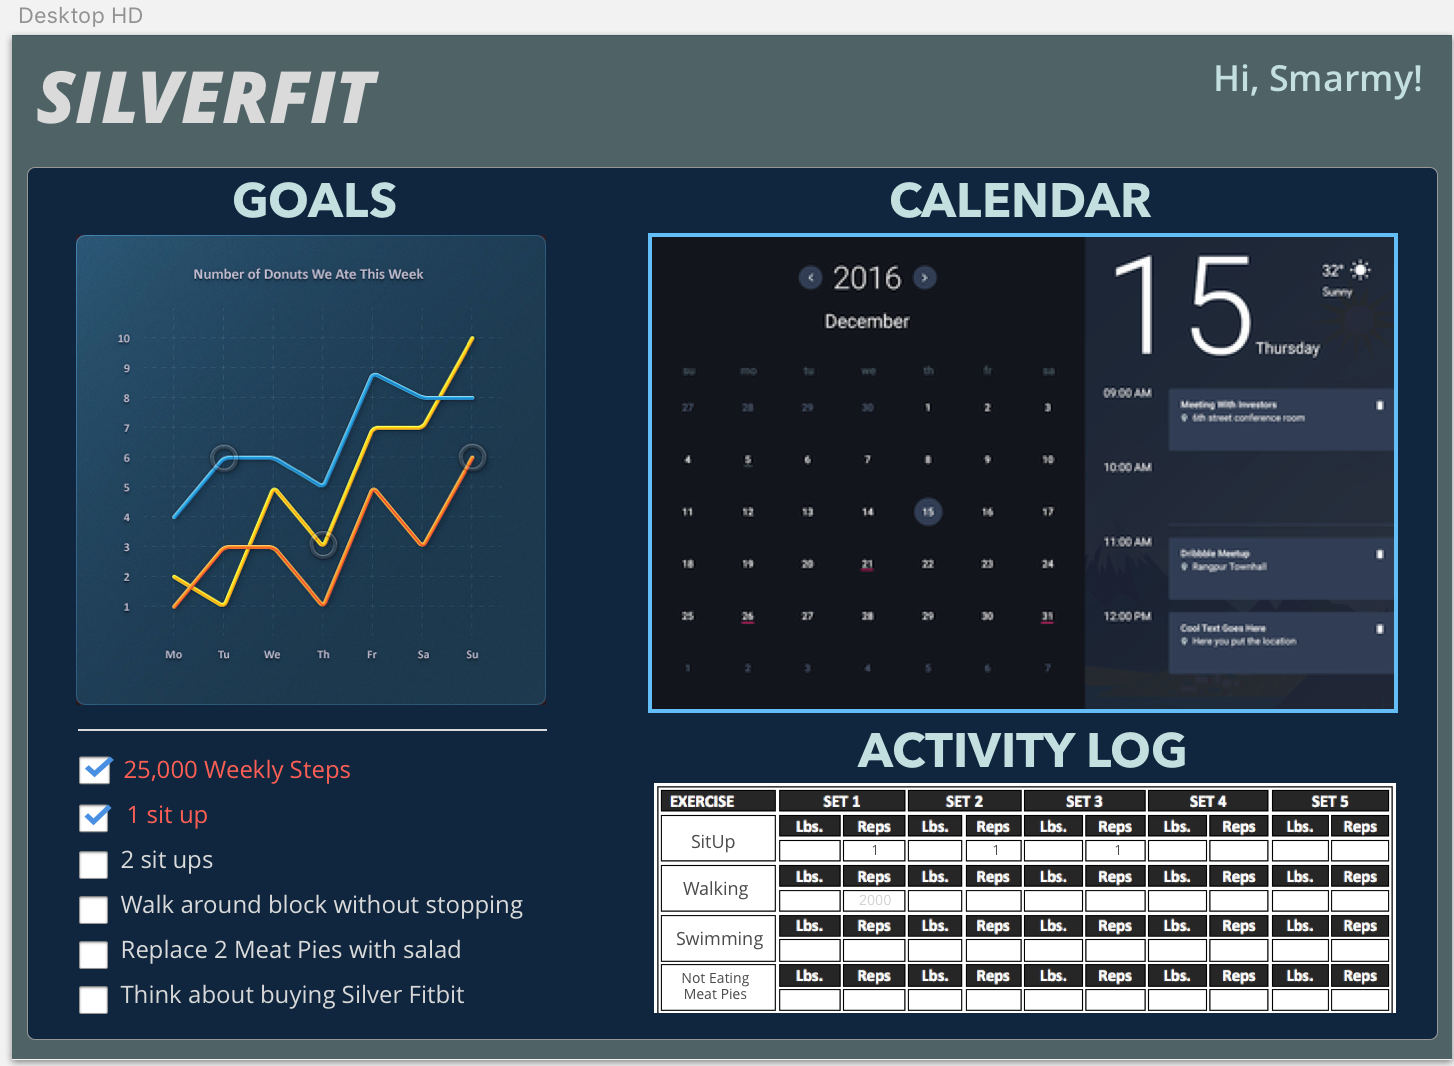 Desktop HD
SILVERFIT
Hi, Smarmy!
GOALS
Number of Donuts We Ate This Week
10
9
8
7
6
5
4
3
2
1
Mo Tu We Th Fr Sa Su
25,000 Weekly Steps
1 sit up
2 sit ups
Walk around block without stopping
Replace 2 Meat Pies with salad
Think about buying Silver Fitbit
CALENDAR
2016
December
su mo tu we th fr sa
27 28 29 30 1 2 3
4 5 6 7 8 9 10
11 12 13 14 15 16 17
18 19 20 21 22 23 24
25 26 27 28 29 30 31
1 2 3 4 5 6 7
15
Thursday
32°
Sunny
09:00 AM
Meeting With Investors
6th street conference room
10:00 AM
11:00 AM
Dribbble Meetup
Rangpur Townhall
12:00 PM
Cool Text Goes Here
Here you put the location
ACTIVITY LOG
EXERCISE SET 1 SET 2 SET 3 SET 4 SET 5
SitUp
Lbs. Reps Lbs. Reps Lbs. Reps Lbs. Reps Lbs. Reps
1 1 1
Walking
Lbs. Reps Lbs. Reps Lbs. Reps Lbs. Reps Lbs. Reps
2000
Swimming
Lbs. Reps Lbs. Reps Lbs. Reps Lbs. Reps Lbs. Reps
Not Eating
Meat Pies
Lbs. Reps Lbs. Reps Lbs. Reps Lbs. Reps Lbs. Reps